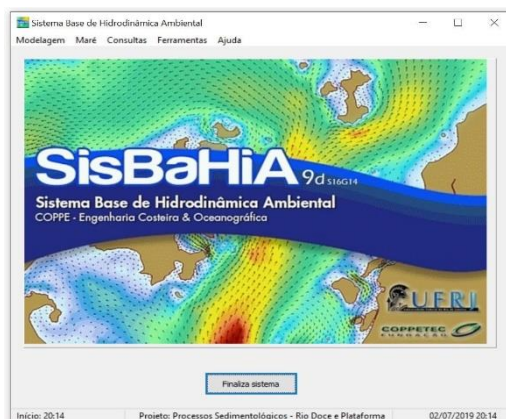 Sistema Base de Hidrodinâmica Ambiental
Modelagem Maré Consultas Ferramentas Ajuda
SisBaHiA 9d S16G14
Sistema Base de Hidrodinâmica Ambiental
COPPE - Engenharia Costeira & Oceanográfica
UFRJ
COPPETEC
FUNDAÇÃO
Finaliza sistema
Início: 20:14 Projeto: Processos Sedimentológicos - Rio Doce e Plataforma 02/07/2019 20:14